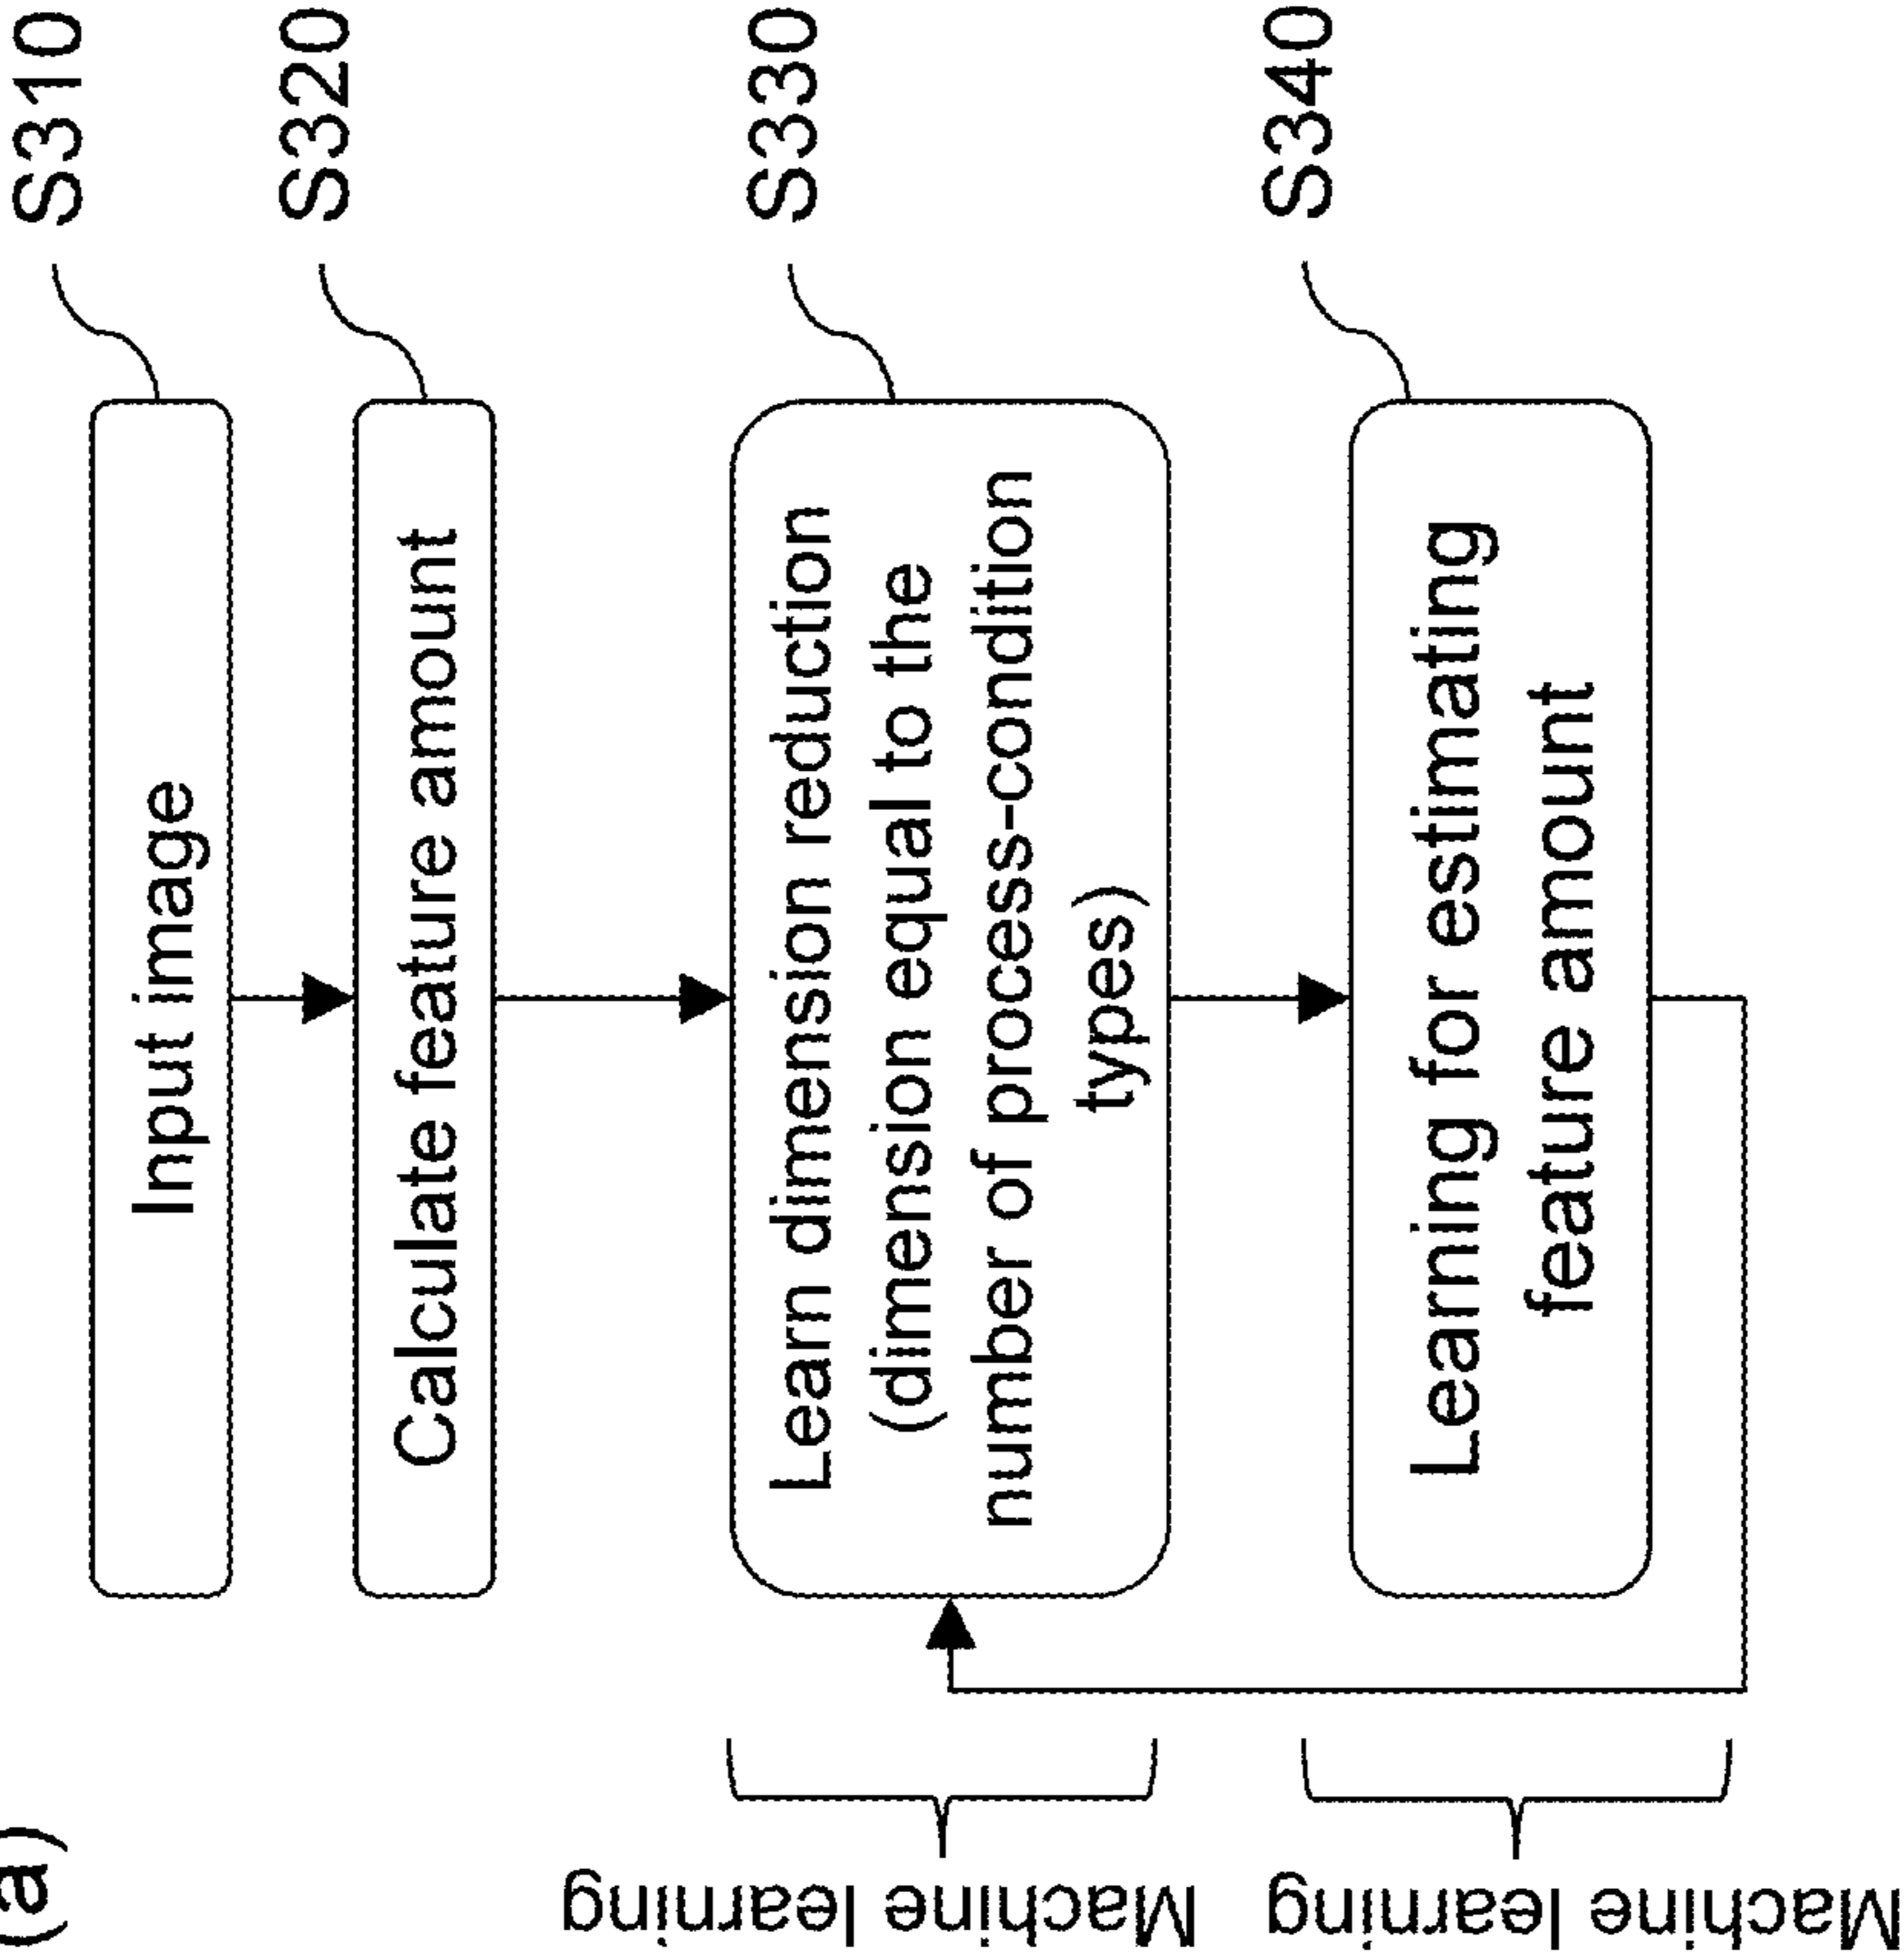 (a)
Input image
S310
Calculate feature amount
S320
Machine learning
Learn dimension reduction
(dimension equal to the
number of process-condition
types)
S330
Machine learning
Learning for estimating
feature amount
S340